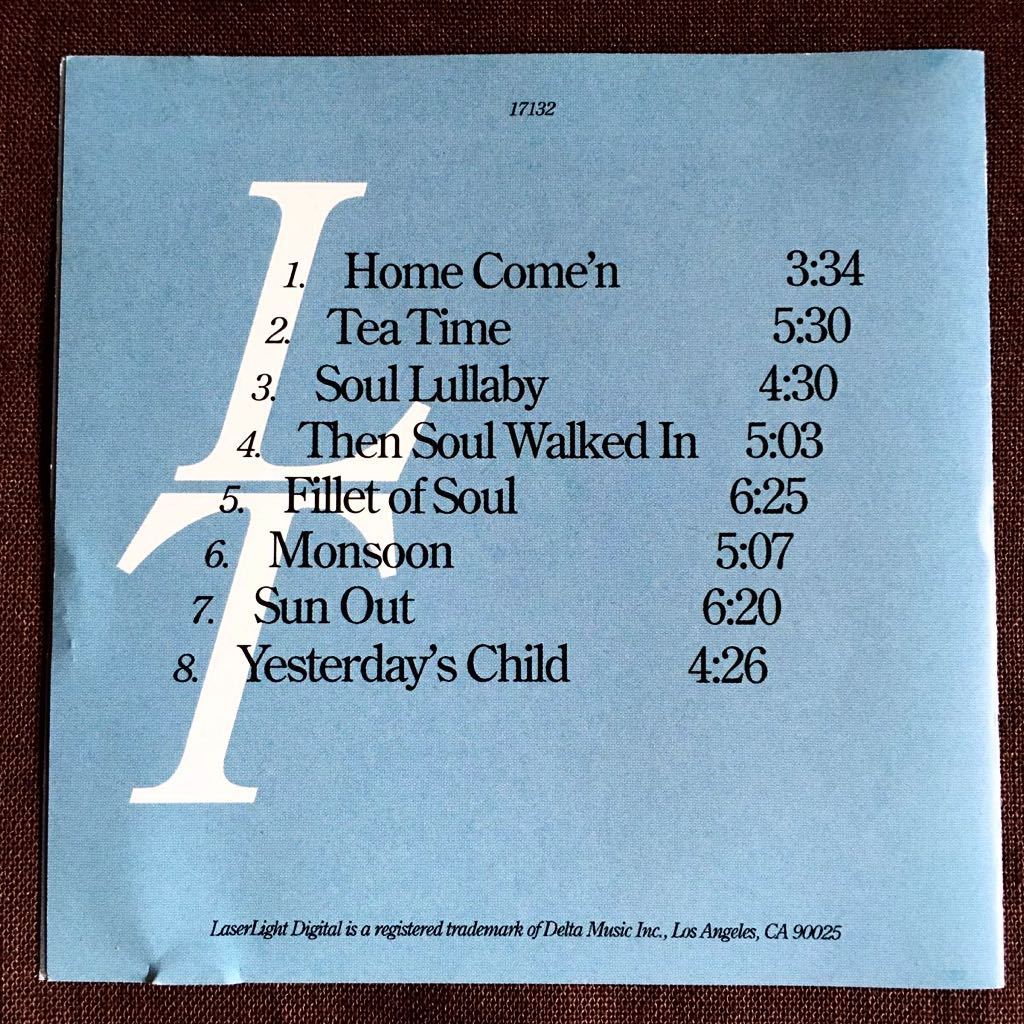 17132
L
T
1. Home Come'n 3:34
2. Tea Time 5:30
3. Soul Lullaby 4:30
4. Then Soul Walked In 5:03
5. Fillet of Soul 6:25
6. Monsoon 5:07
7. Sun Out 6:20
8. Yesterday's Child 4:26
LaserLight Digital is a registered trademark of Delta Music Inc., Los Angeles, CA 90025